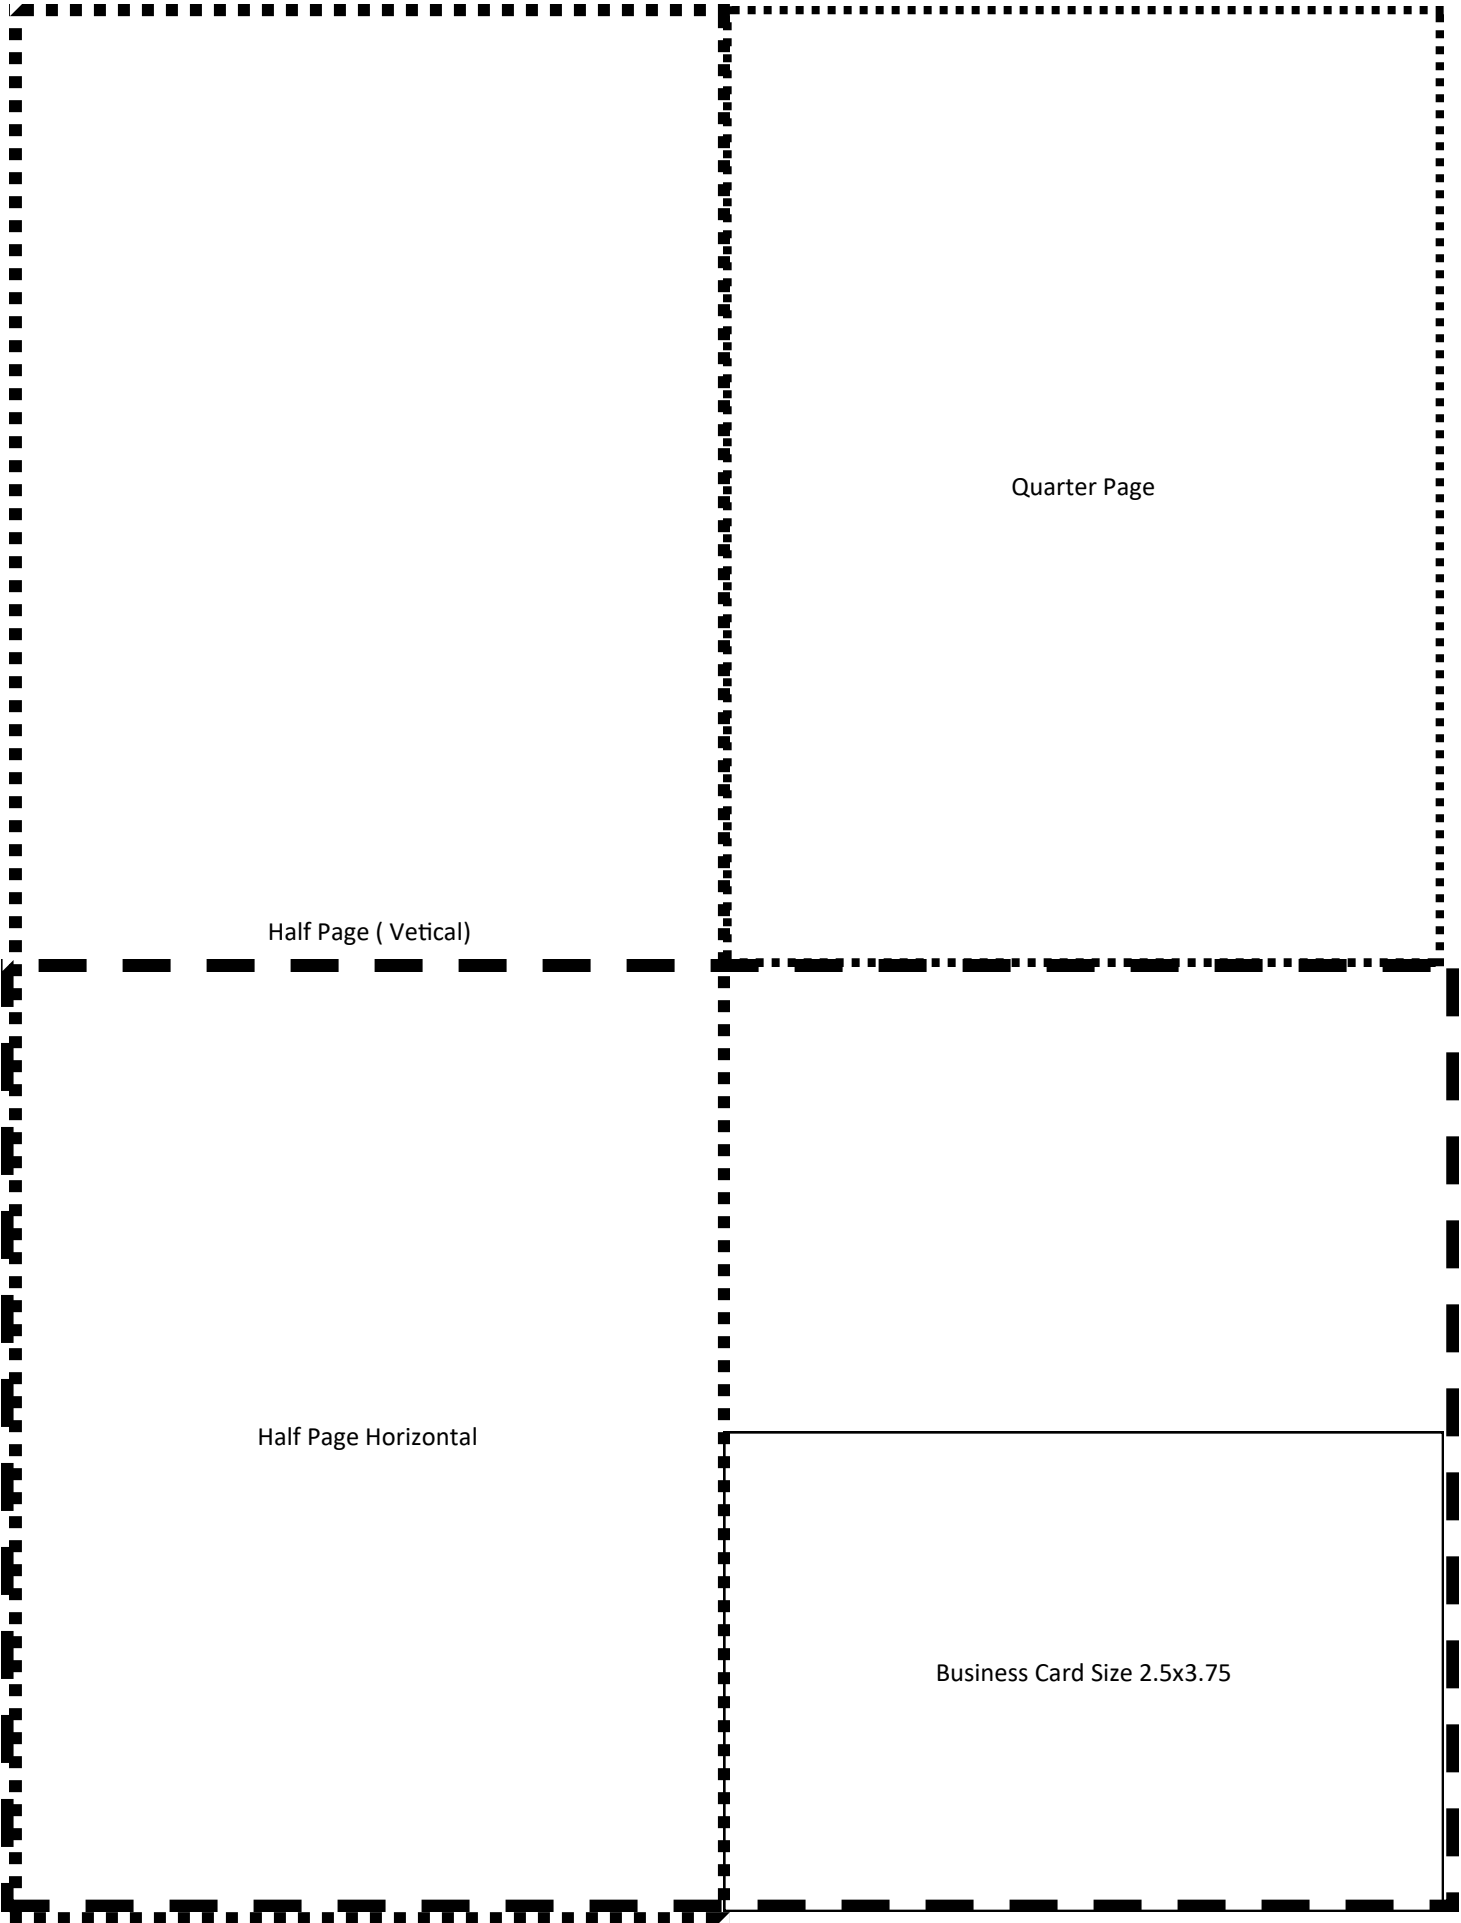 Quarter Page
Half Page ( Vetical)
Half Page Horizontal
Business Card Size 2.5x3.75